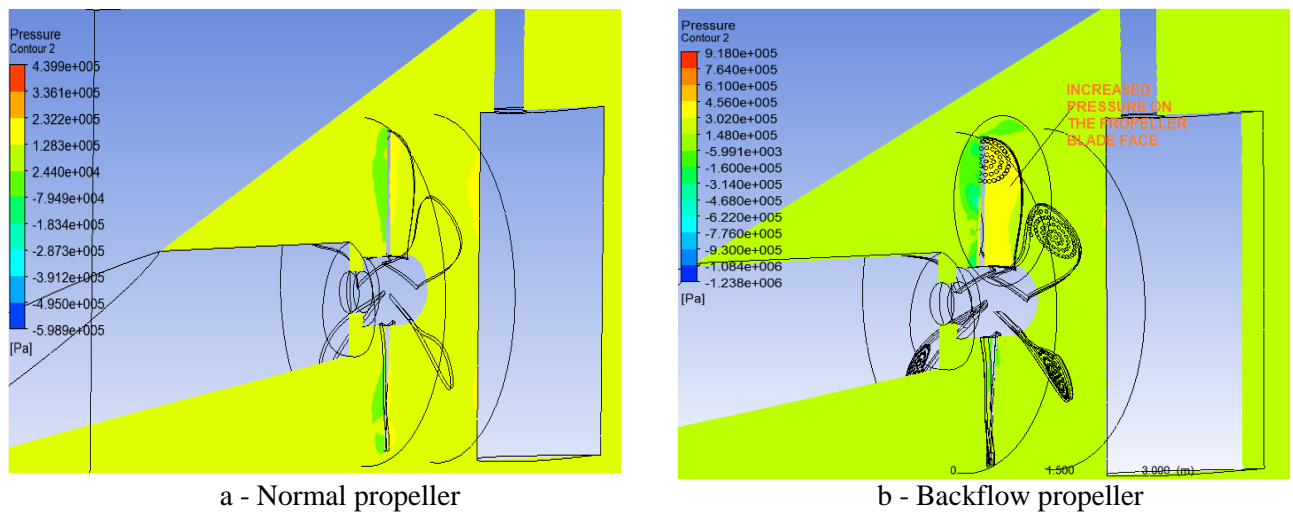 Pressure
Contour 2
4.399e+005
3.361e+005
2.3222e+005
1.283e+005
2.440e+004
-7.949e+004
-1.834e+005
-2.873e+005
-3.912e+005
-4.950e+005
-5.989e+005
[Pa]
a - Normal propeller
Pressure
Contour 2
9.180e+005
7.640e+005
6.100e+005
4.560e+005
3.020e+005
1.480e+005
-5.991e+003
-1.600e+005
-3.140e+005
-4.680e+005
-6.220e+005
-7.760e+005
-9.300e+005
-1.084e+006
-1.238e+006
[Pa]
INCREASED
PRESSURE ON
THE PROPELLER
BLADE FACE
0 1.500 3.000 (m)
b - Backflow propeller